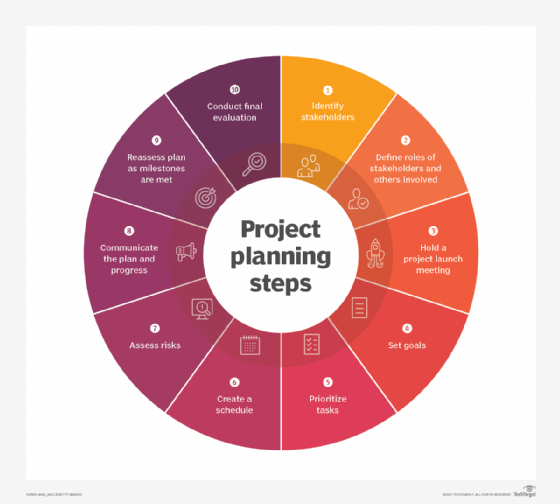 Project
planning
steps
1
Identify
stakeholders
2
Define roles of
stakeholders and
others involved
3
Hold a
project launch
meeting
4
Set goals
5
Prioritize
tasks
6
Create a
schedule
7
Assess risks
8
Communicate
the plan and
progress
9
Reassess plan
as milestones
are met
10
Conduct final
evaluation
TechTarget